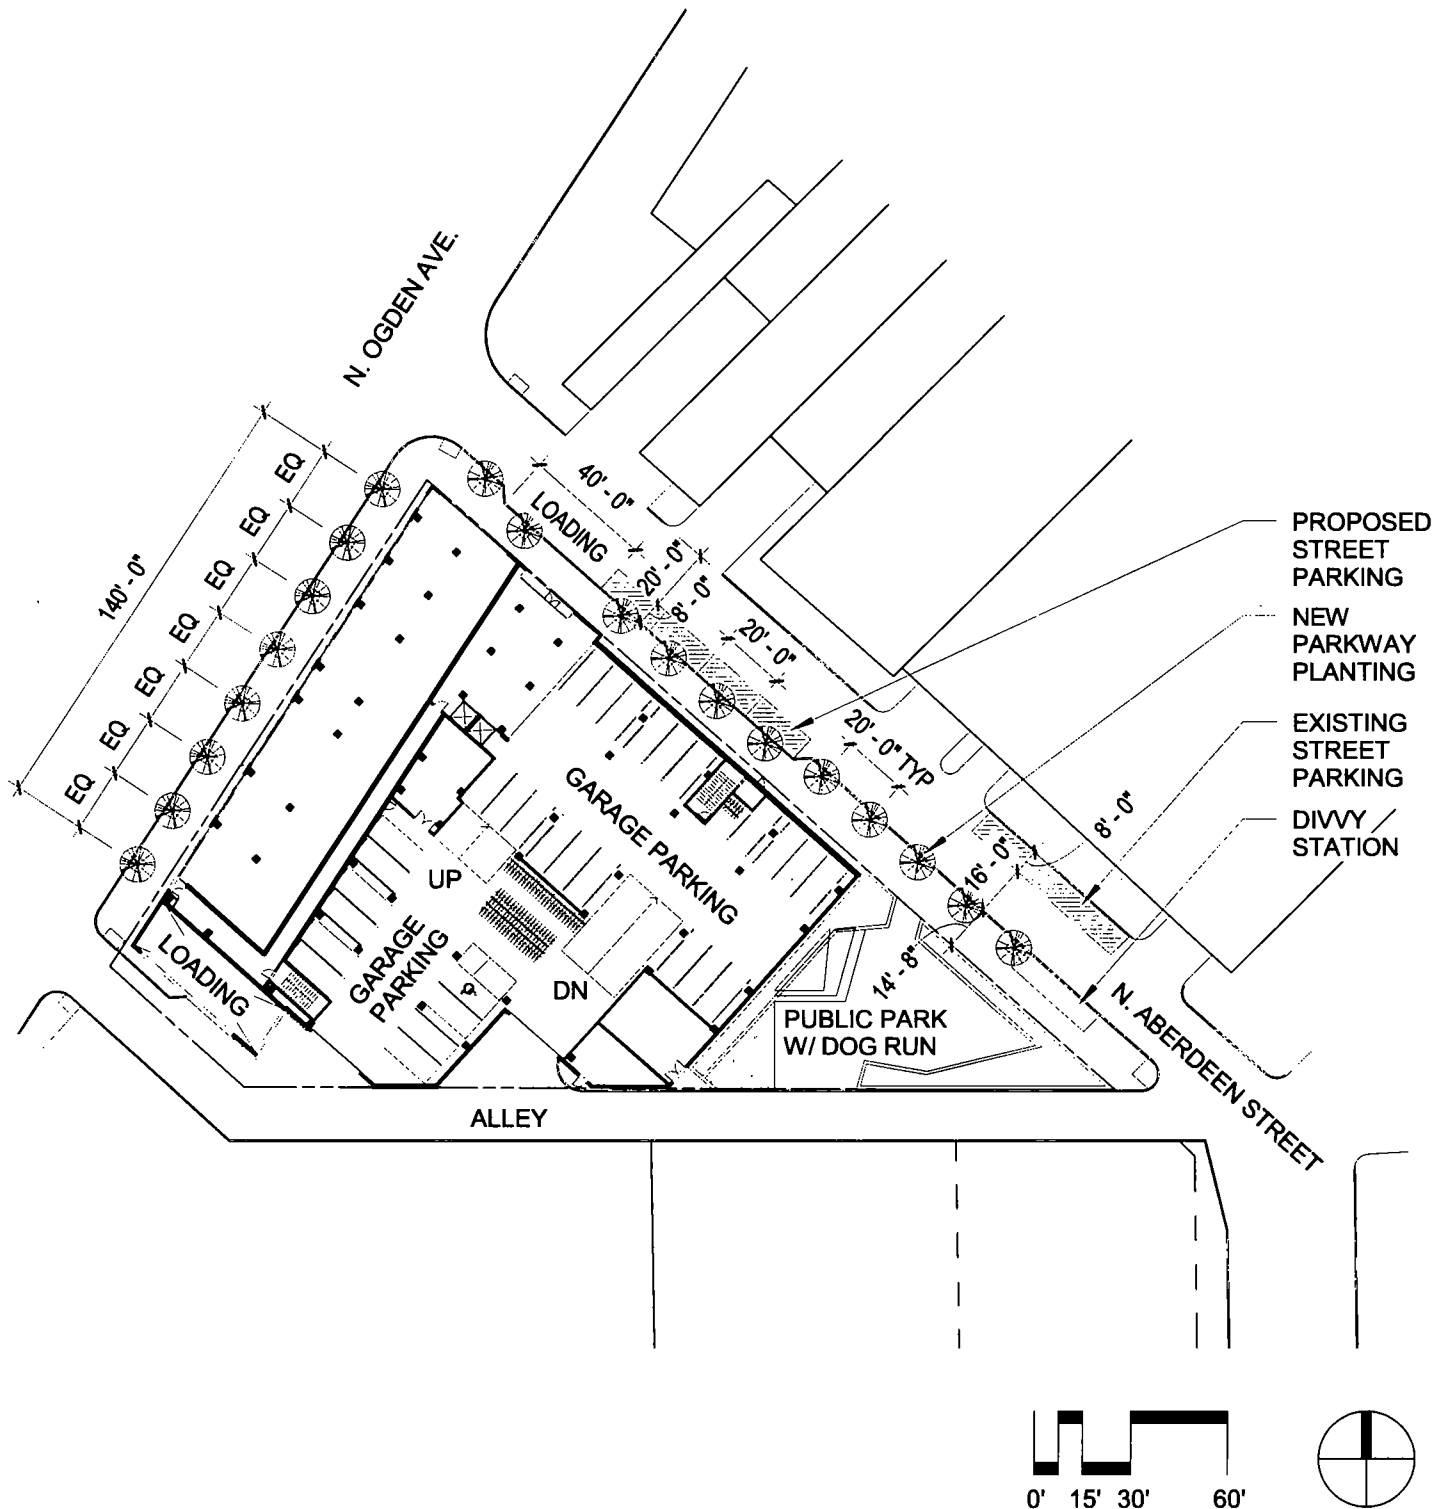 N. OGDEN AVE.
140'- 0"
EQ
EQ
EQ
EQ
EQ
EQ
EQ
40'- 0"
LOADING
20'- 0"
8'- 0"
20'- 0"
20'- 0" TYP
PROPOSED
STREET
PARKING
NEW
PARKWAY
PLANTING
EXISTING
STREET
PARKING
DIVVY
STATION
8'- 0"
16'- 0"
14'- 8"
GARAGE PARKING
UP
GARAGE
PARKING
DN
LOADING
PUBLIC PARK
W/ DOG RUN
N. ABERDEEN STREET
ALLEY
0' 15' 30' 60'